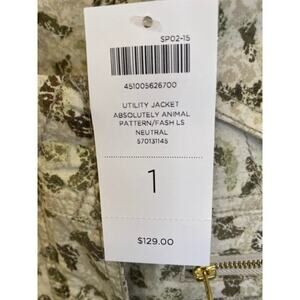 SP02-15
451005626700
UTILITY JACKET
ABSOLUTELY ANIMAL
PATTERN/FASH LS
NEUTRAL
570131145
1
$129.00